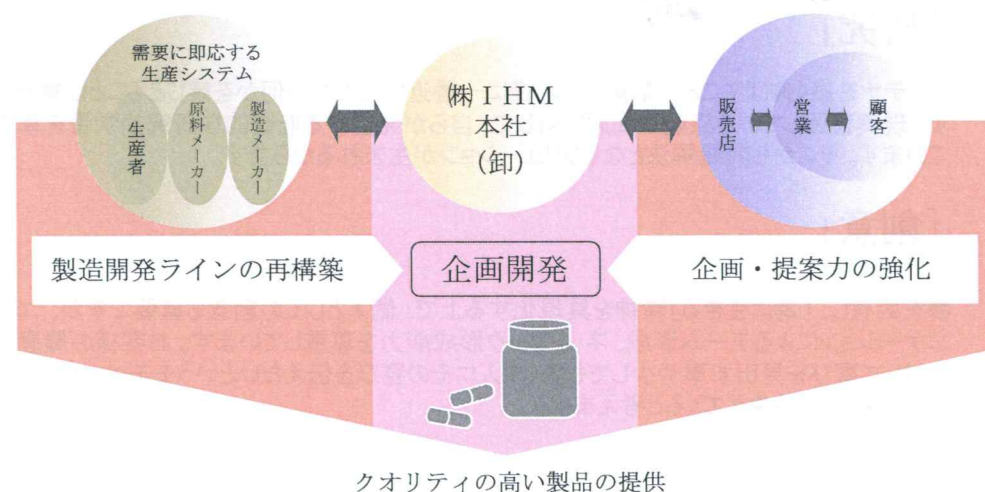 需要に即応する
生産システム
生産者
原料メーカー
製造メーカー
㈱ＩHM
本社
（卸）
販売店
営業
顧客
製造開発ラインの再構築
企画開発
企画・提案力の強化
クオリティの高い製品の提供